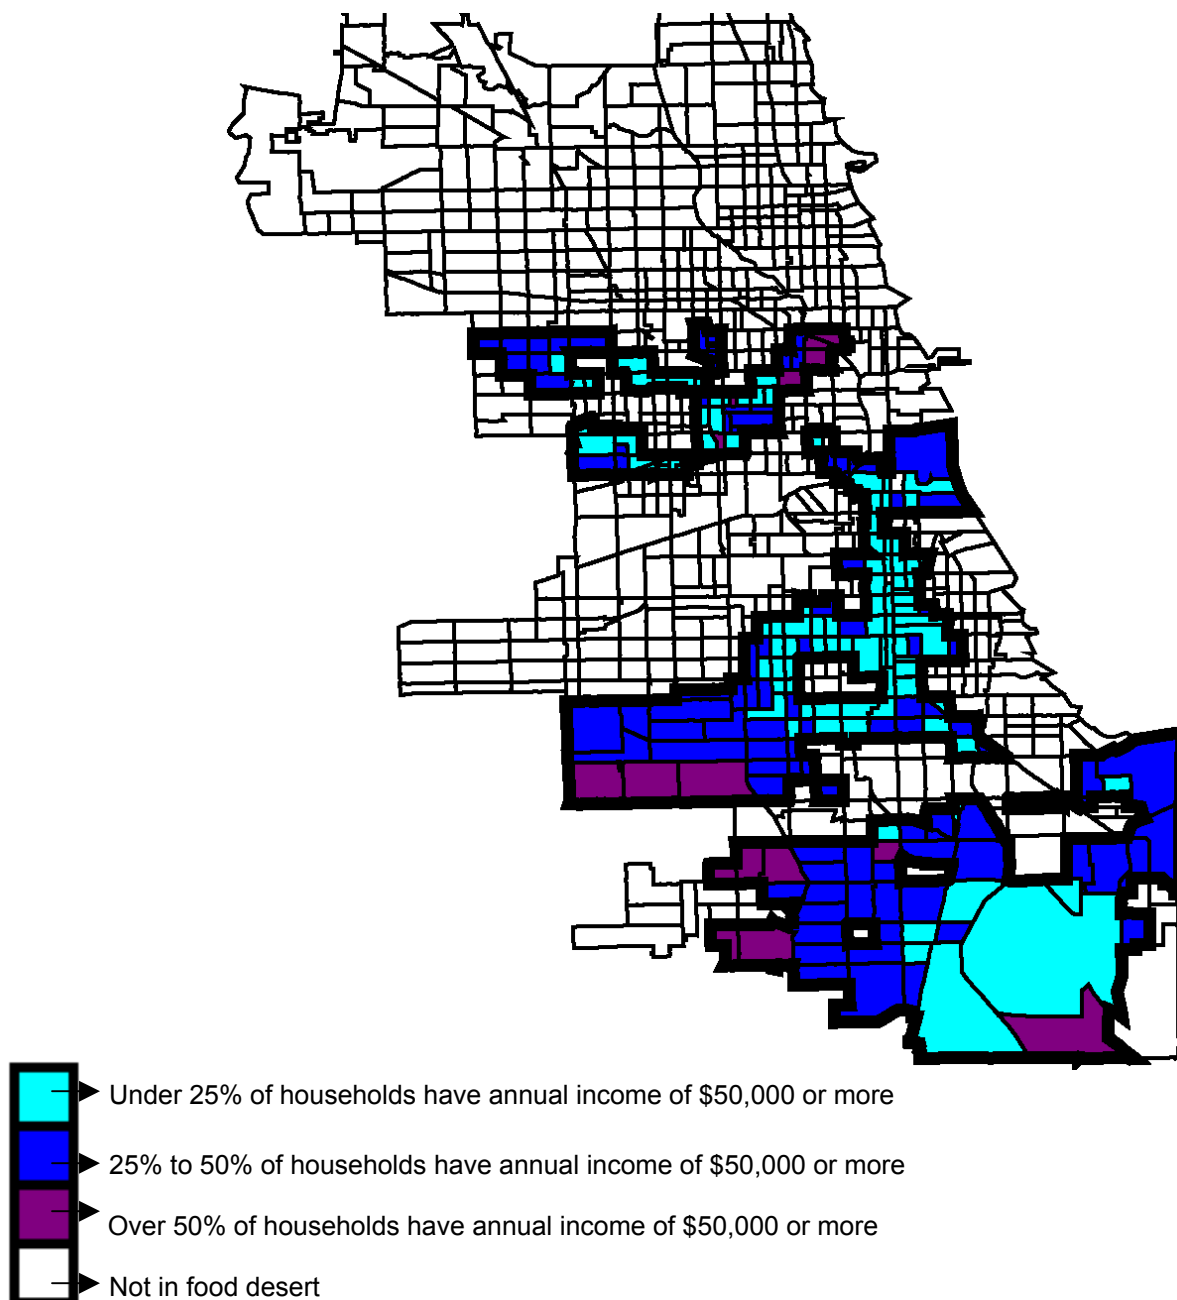 Under 25% of households have annual income of $50,000 or more
25% to 50% of households have annual income of $50,000 or more
Over 50% of households have annual income of $50,000 or more
Not in food desert